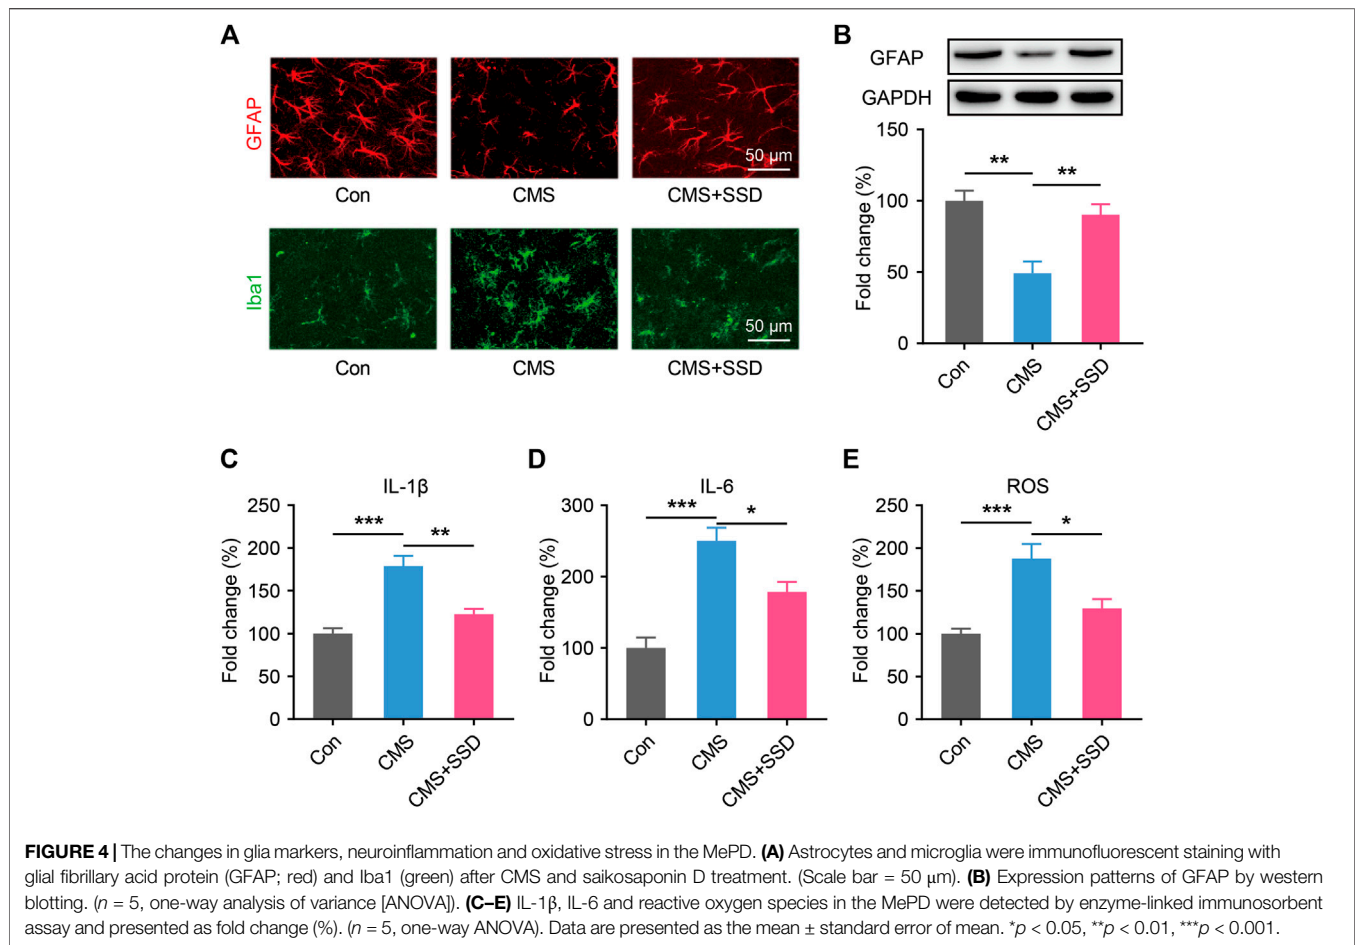 A
GFAP
50 µm
Con
CMS
CMS+SSD
Iba1
50 µm
Con
CMS
CMS+SSD
B
GFAP
GAPDH
Fold change (%)
150
100
50
0
**
**
Con
CMS
CMS+SSD
C
IL-1β
Fold change (%)
250
200
150
100
50
0
***
**
Con
CMS
CMS+SSD
D
IL-6
Fold change (%)
300
200
100
0
***
*
Con
CMS
CMS+SSD
E
ROS
Fold change (%)
250
200
150
100
50
0
***
*
Con
CMS
CMS+SSD
FIGURE 4 | The changes in glia markers, neuroinflammation and oxidative stress in the MePD. (A) Astrocytes and microglia were immunofluorescent staining with
glial fibrillary acid protein (GFAP; red) and Iba1 (green) after CMS and saikosaponin D treatment. (Scale bar = 50 µm). (B) Expression patterns of GFAP by western
blotting. (n = 5, one-way analysis of variance [ANOVA]). (C–E) IL-1β, IL-6 and reactive oxygen species in the MePD were detected by enzyme-linked immunosorbent
assay and presented as fold change (%). (n = 5, one-way ANOVA). Data are presented as the mean ± standard error of mean. *p < 0.05, **p < 0.01, ***p < 0.001.